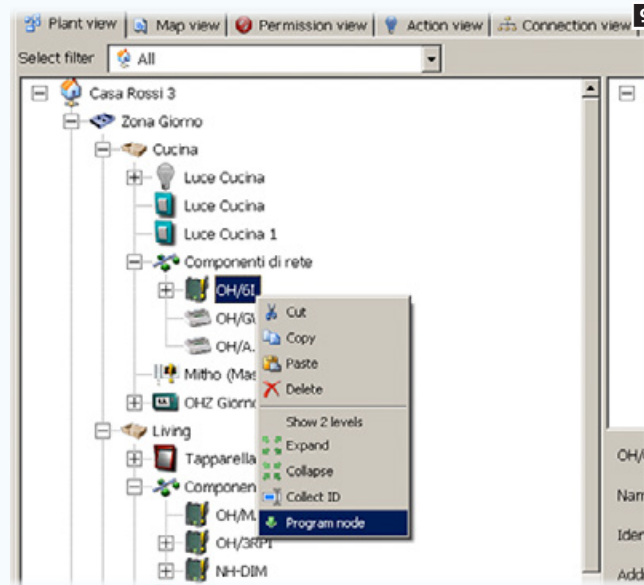 Plant view Map view Permission view Action view Connection view 9
Select filter All
Casa Rossi 3
Zona Giorno
Cucina
Luce Cucina
Luce Cucina
Luce Cucina 1
Componenti di rete
OH/6I
OH/G
OH/A.
Mitho (Mas
OHZ Giorno
Living
Tapparella
Componen
OH/M.
OH/3RPI
NH-DIM
Cut
Copy
Paste
Delete
Show 2 levels
Expand
Collapse
Collect ID
Program node
OH/
Nam
Iden
Add